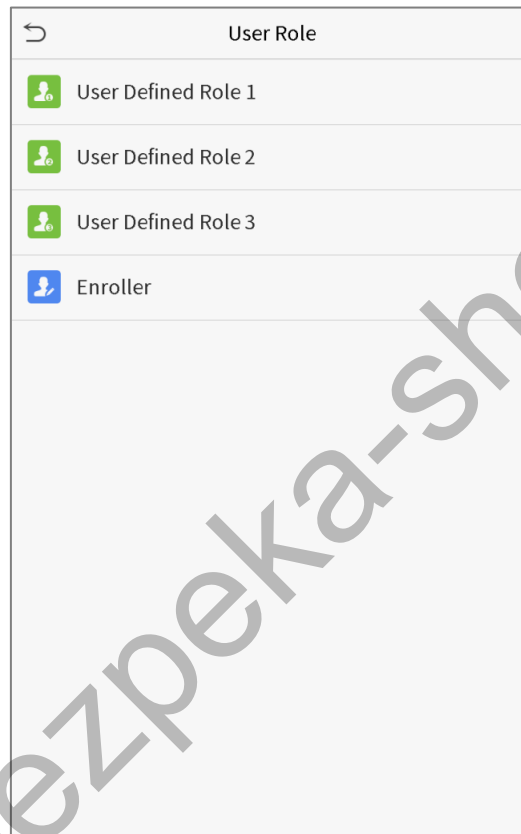 User Role
User Defined Role 1
User Defined Role 2
User Defined Role 3
Enroller
ezpeka-sh